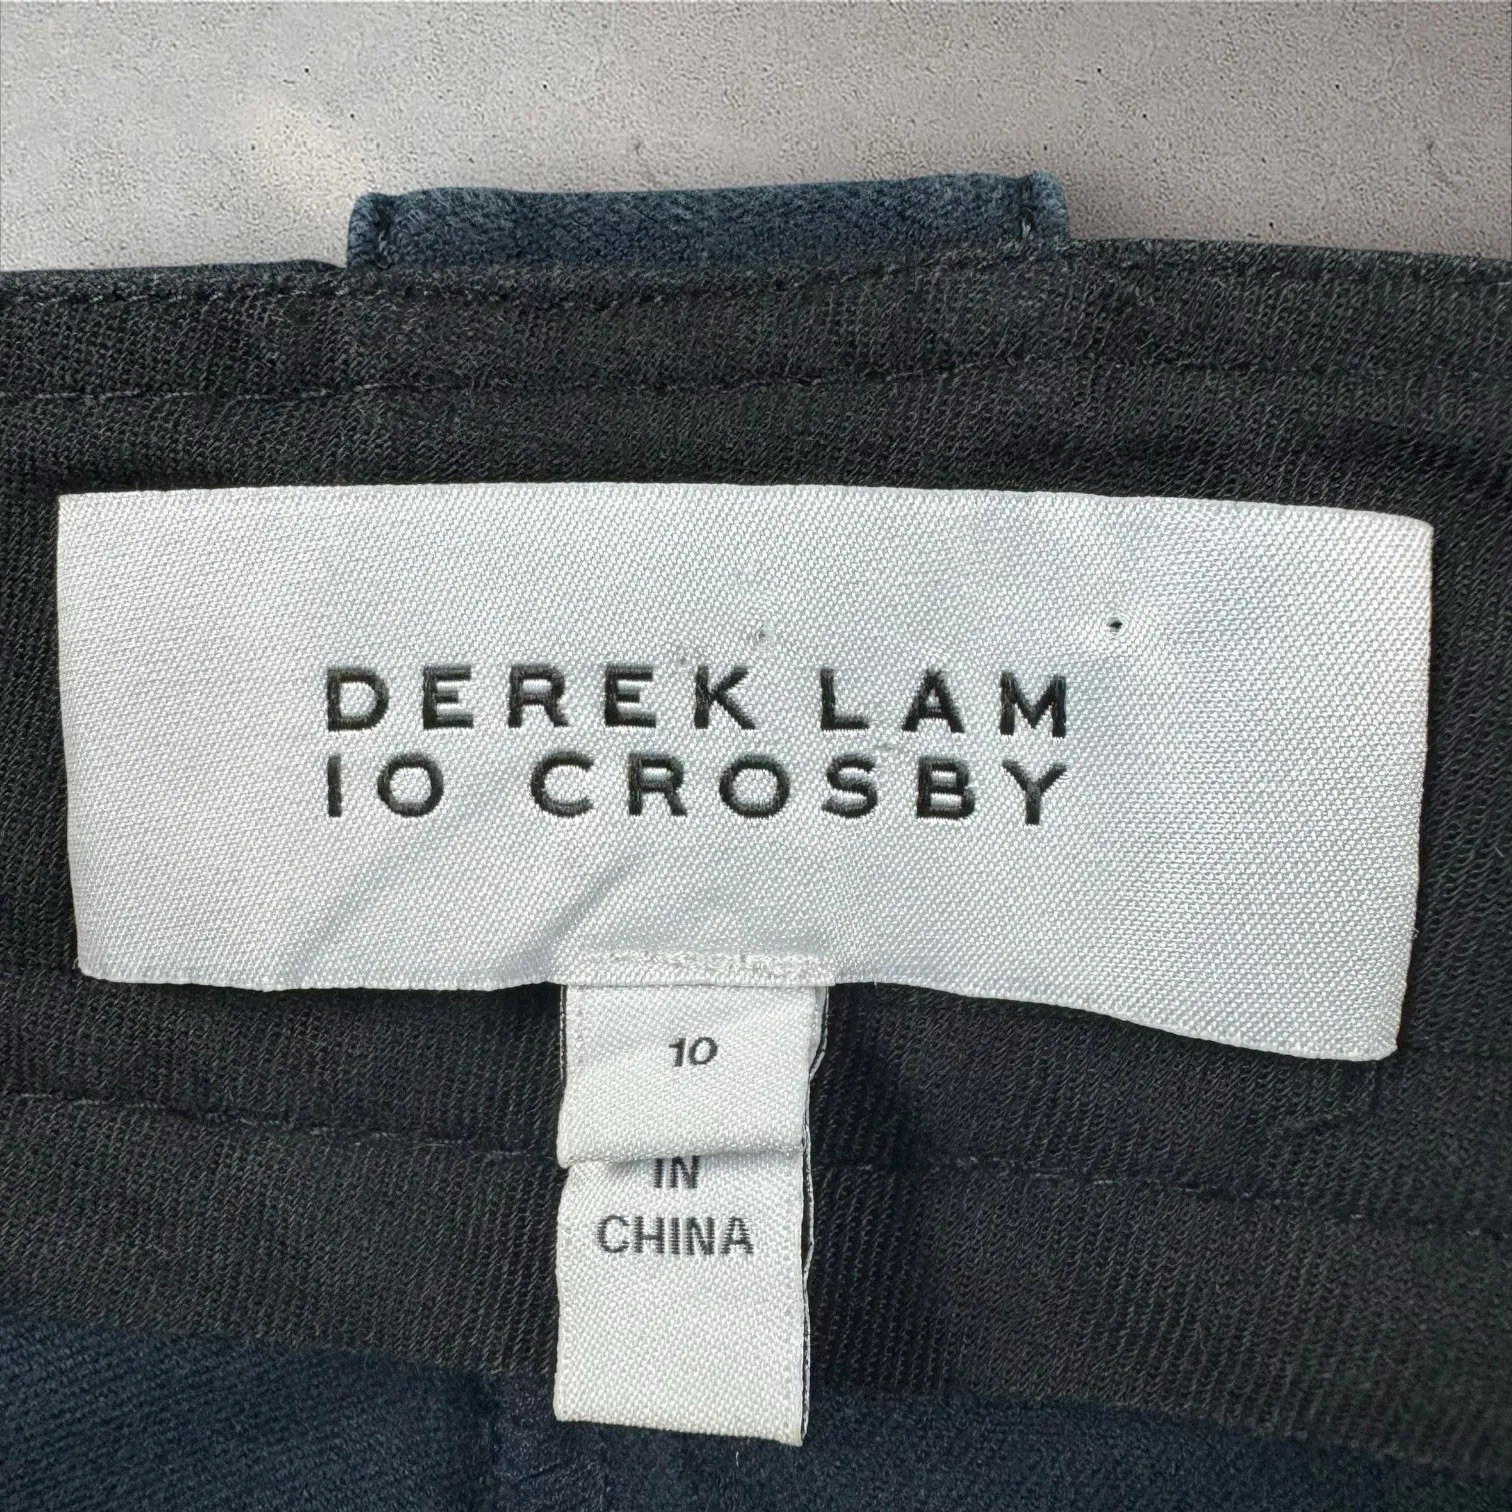 DEREK LAM
10 CROSBY
10
IN
CHINA